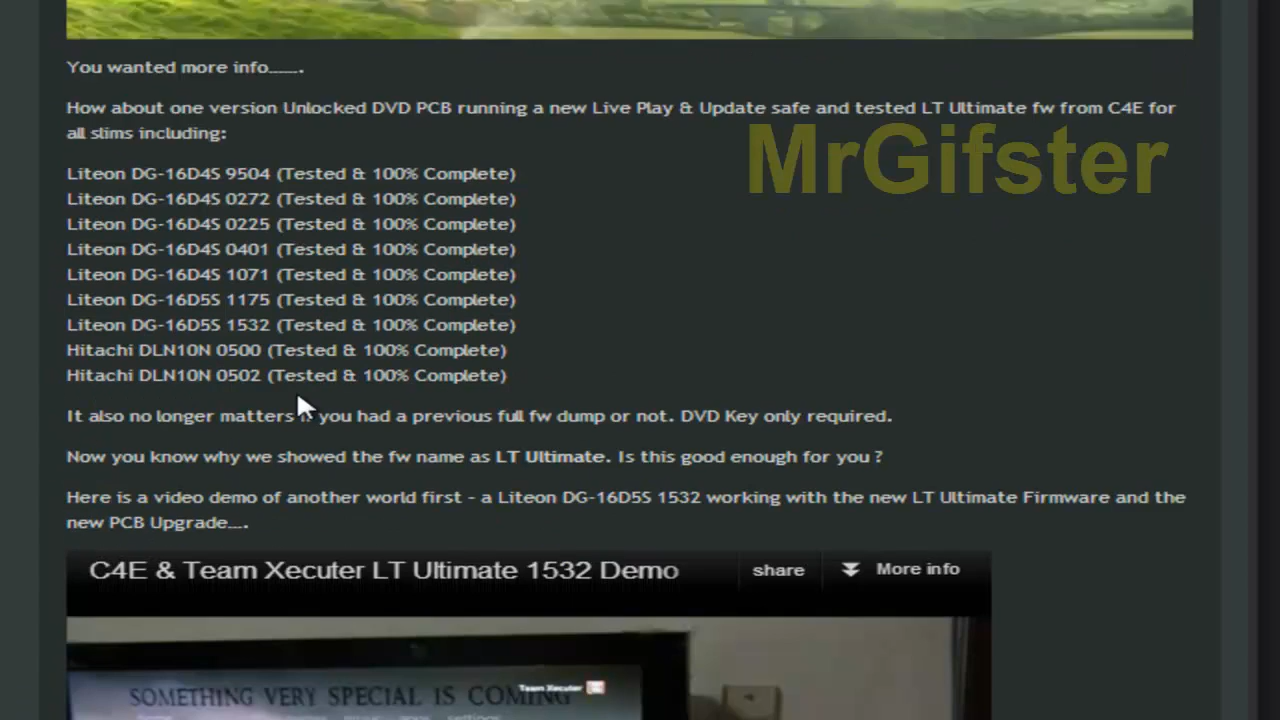 You wanted more info.......
How about one version Unlocked DVD PCB running a new Live Play & Update safe and tested LT Ultimate fw from C4E for
all slims including:
MrGifster
Liteon DG-16D4S 9504 (Tested & 100% Complete)
Liteon DG-16D4S 0272 (Tested & 100% Complete)
Liteon DG-16D4S 0225 (Tested & 100% Complete)
Liteon DG-16D4S 0401 (Tested & 100% Complete)
Liteon DG-16D4S 1071 (Tested & 100% Complete)
Liteon DG-16D5S 1175 (Tested & 100% Complete)
Liteon DG-16D5S 1532 (Tested & 100% Complete)
Hitachi DLN10N 0500 (Tested & 100% Complete)
Hitachi DLN10N 0502 (Tested & 100% Complete)
It also no longer matters if you had a previous full fw dump or not. DVD Key only required.
Now you know why we showed the fw name as LT Ultimate. Is this good enough for you ?
Here is a video demo of another world first - a Liteon DG-16D5S 1532 working with the new LT Ultimate Firmware and the
new PCB Upgrade....
C4E & Team Xecuter LT Ultimate 1532 Demo
share
More info
Team Xecuter
SOMETHING VERY SPECIAL IS COMING